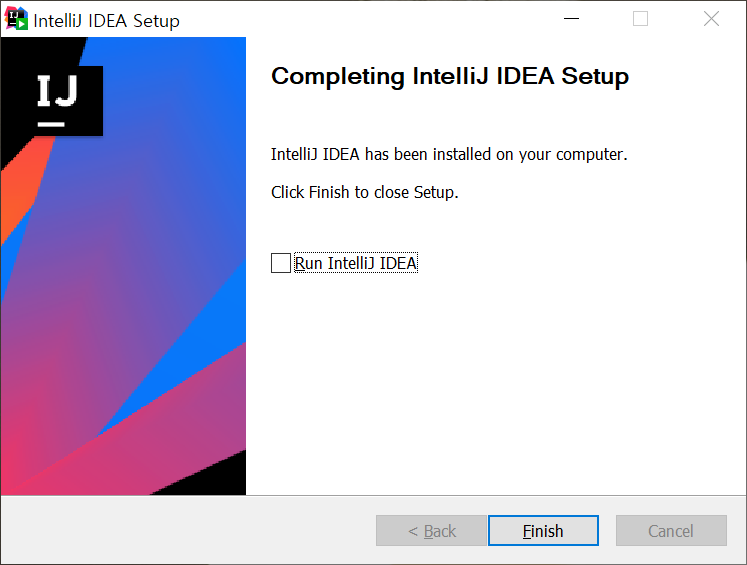 IntelliJ IDEA Setup
IJ
Completing IntelliJ IDEA Setup
IntelliJ IDEA has been installed on your computer.
Click Finish to close Setup.
Run IntelliJ IDEA
< Back
Finish
Cancel